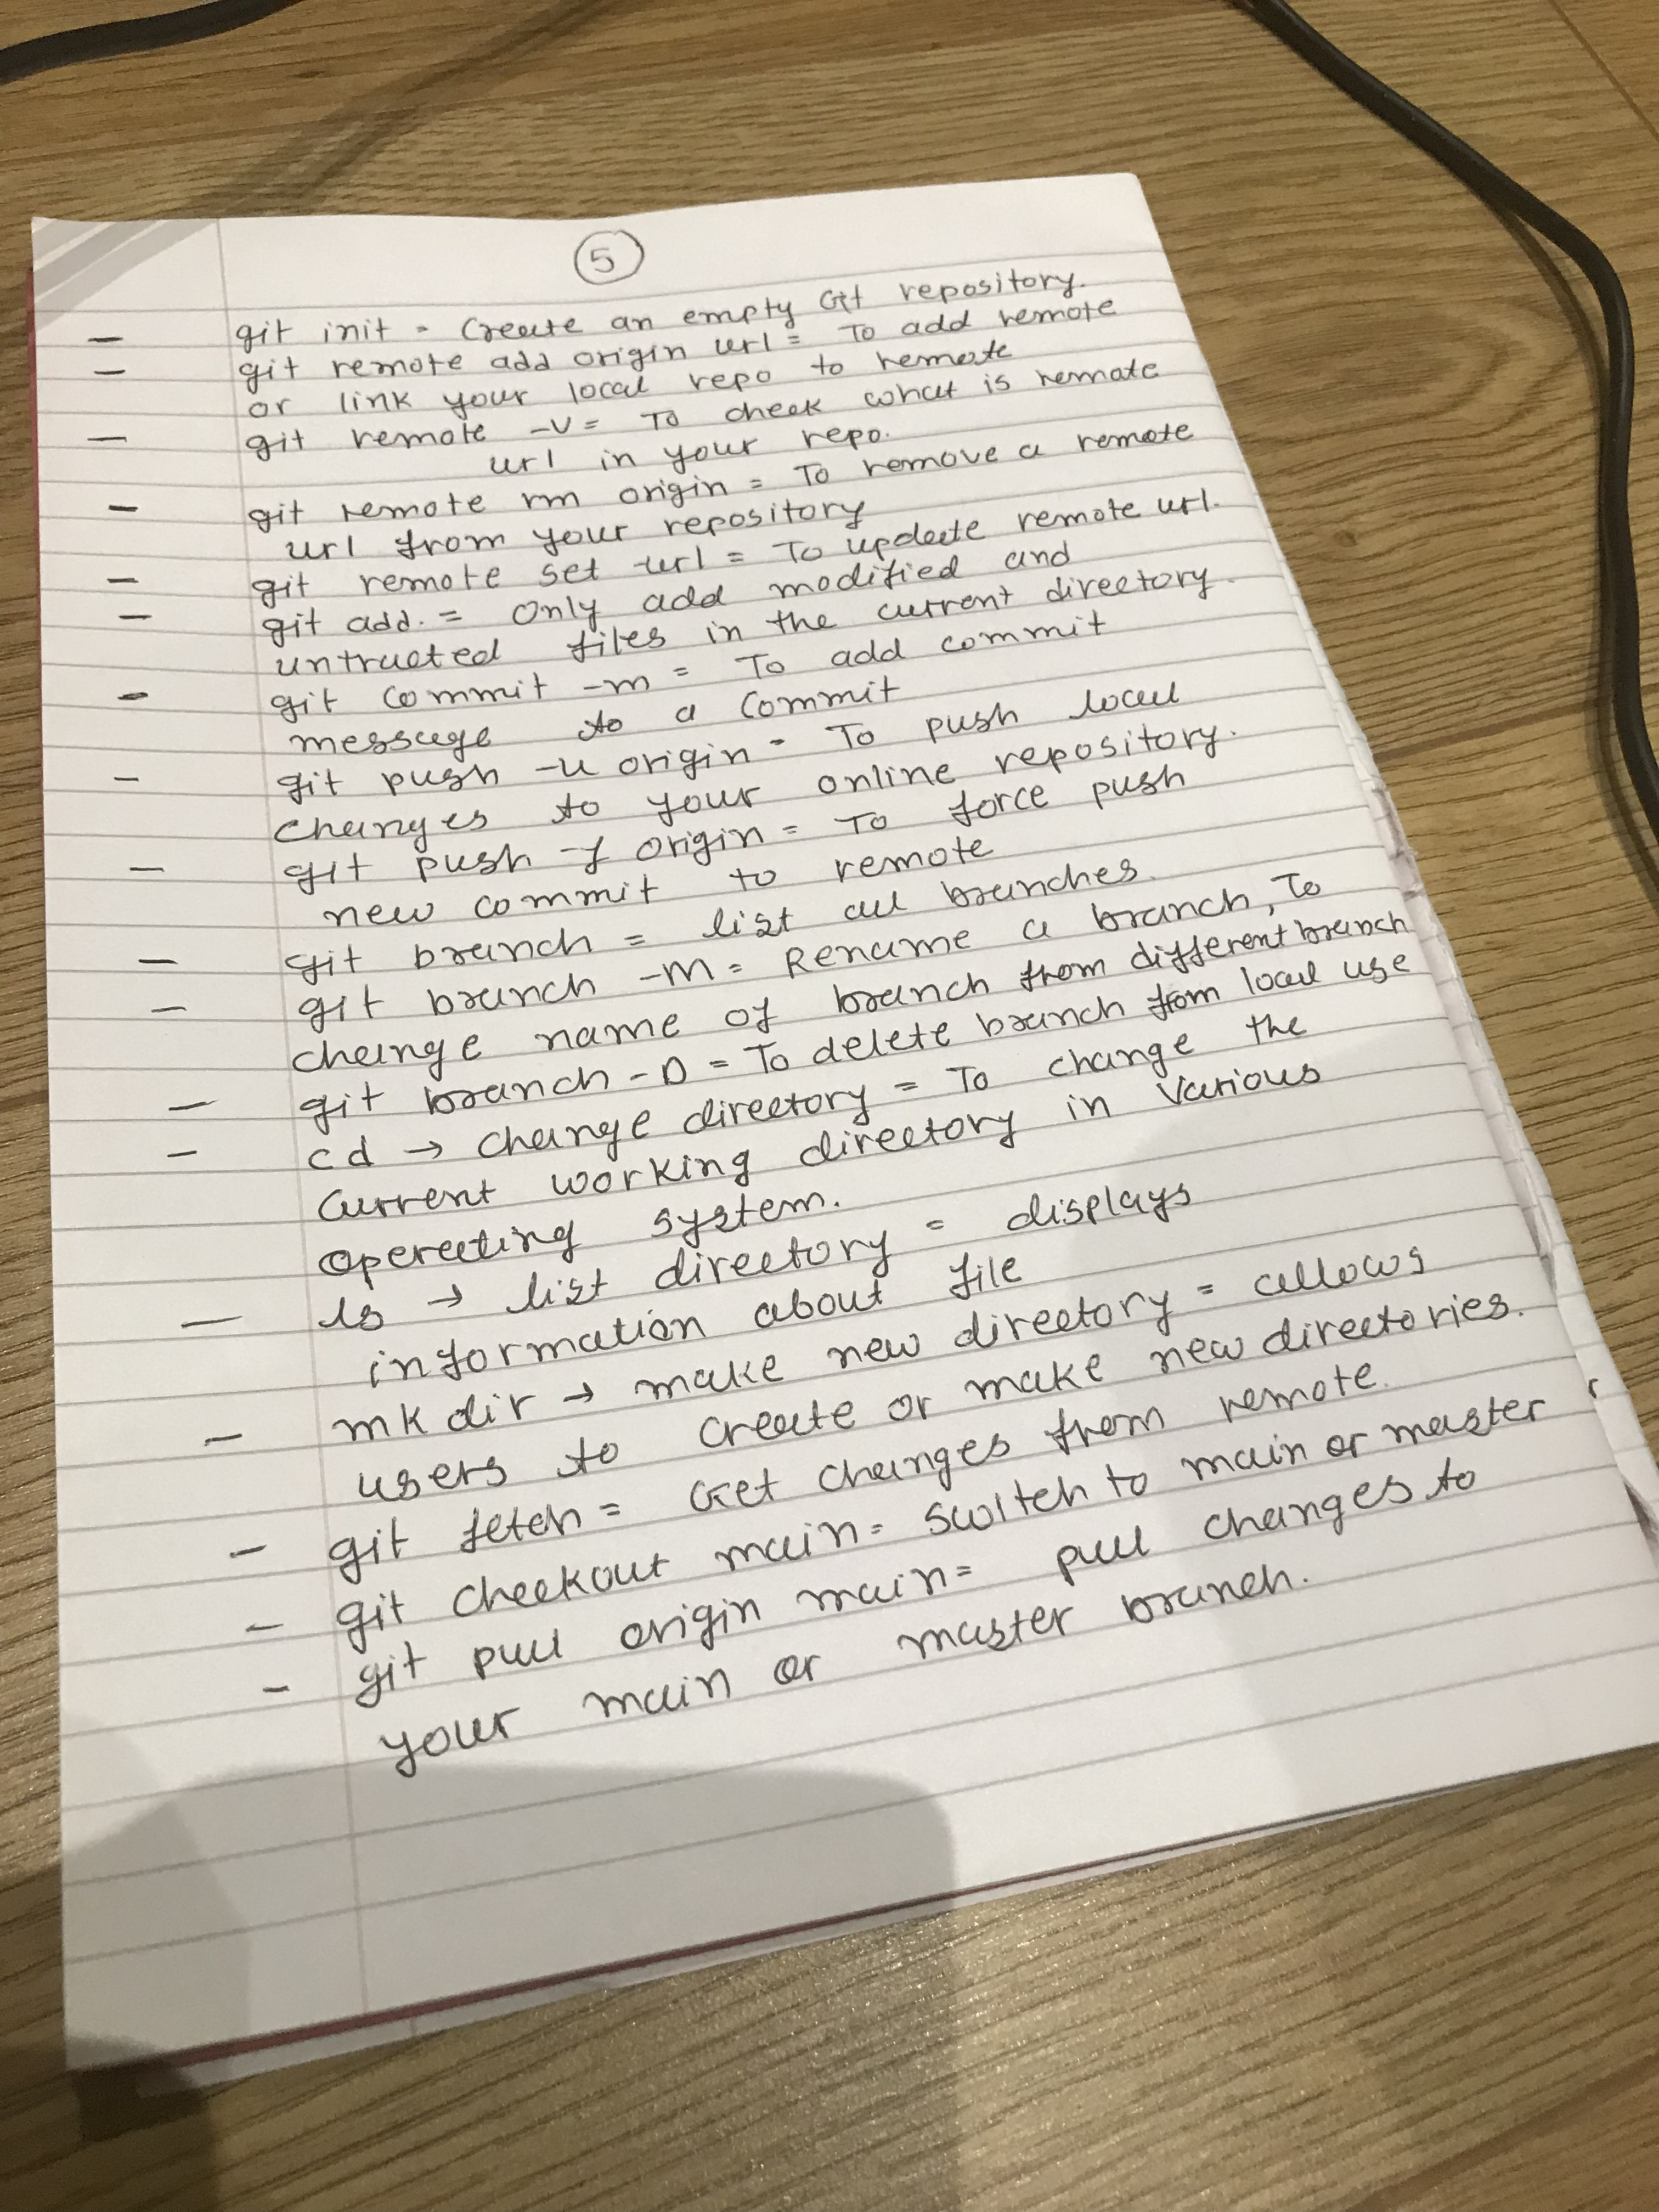 5
- git init = Create an empty Git repository.
- git remote add origin url = To add remote
or link your local repo to remote
- git remote -v = To check what is remote
url in your repo.
- git remote rm origin = To remove a remote
url from your repository
- git remote set -url = To update remote url.
- git add. = Only add modified and
untracted files in the current directory.
- git commit -m = To add commit
message to a commit
- git push -u origin = To push local
changes to your online repository.
- git push -f origin = To force push
new commit to remote
- git branch = list all branches.
- git branch -M = Rename a branch, To
change name of branch from different branch
- git branch -D = To delete branch from local use
- cd → change directory = To change the
current working directory in various
operating system.
- ls → list directory = displays
information about file
- mkdir → make new directory = allows
users to create or make new directories.
- git fetch = Get changes from remote.
- git checkout main = switch to main or master
- git pull origin main = pull changes to
your main or master branch.